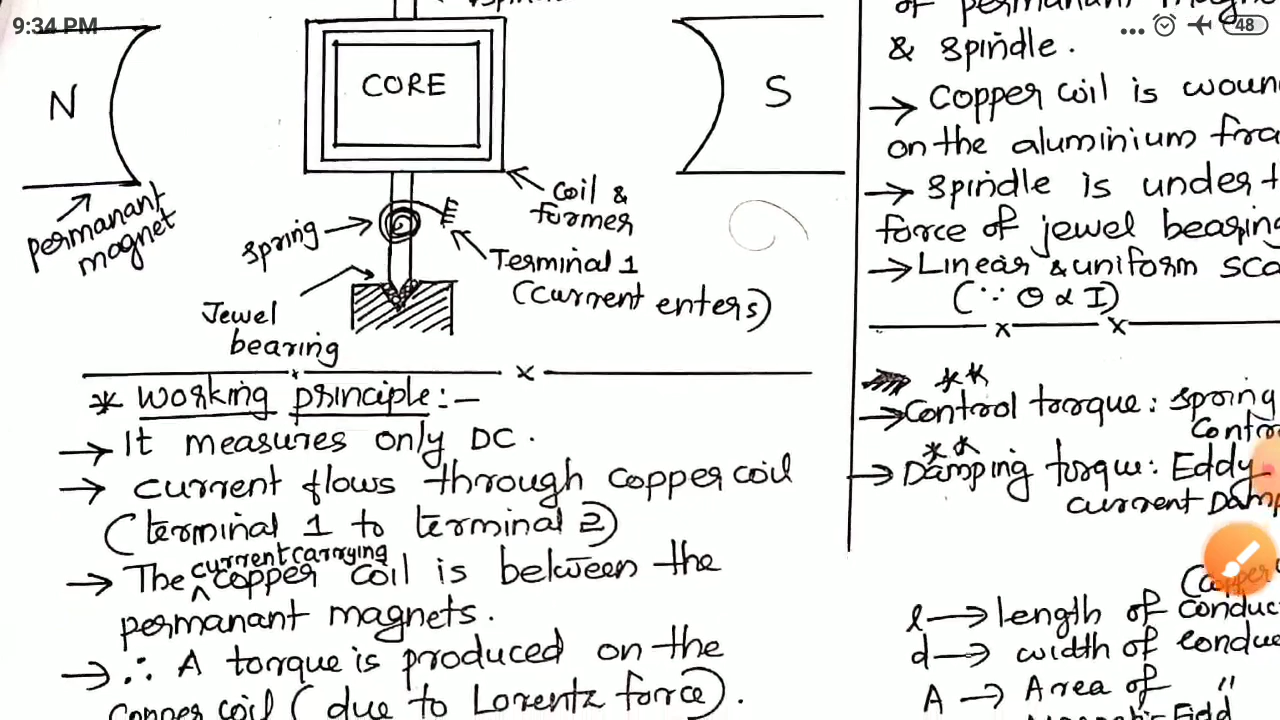 9:34 PM
48
N
CORE
S
permanant
magnet
Coil &
former
spring
Terminal 1
(current enters)
Jewel
bearing
* Working principle:-
→ It measures only DC.
→ current flows through copper coil
(terminal 1 to terminal 2)
→ The current carrying copper coil is between the
permanant magnets.
→ ∴ A torque is produced on the
copper coil (due to Lorentz force).
of permanant
& spindle.
→ Copper coil is
on the aluminium
→ Spindle is under
force of jewel
→ Linear & uniform
(∵ θ α I)
→ Control torque: Spring
→ Damping torque: Eddy
current
l → length of
d → width of
A → Area of "